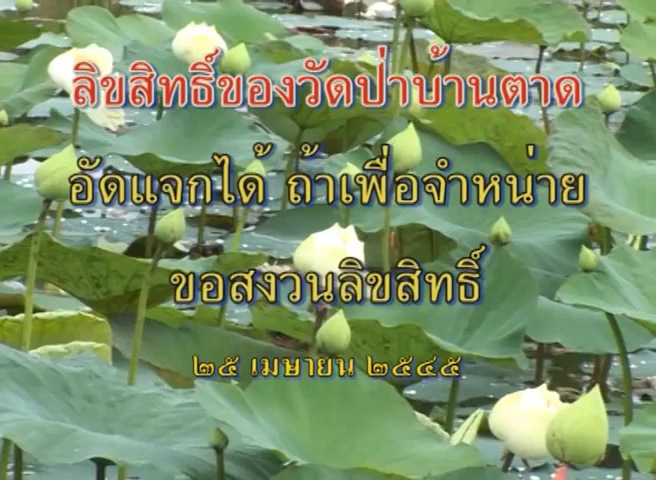 ลิขสิทธิ์ของวัดป่าบ้านตาด
อัดแจกได้ ถ้าเพื่อจำหน่าย
ขอสงวนลิขสิทธิ์
๒๕ เมษายน ๒๕๔๕